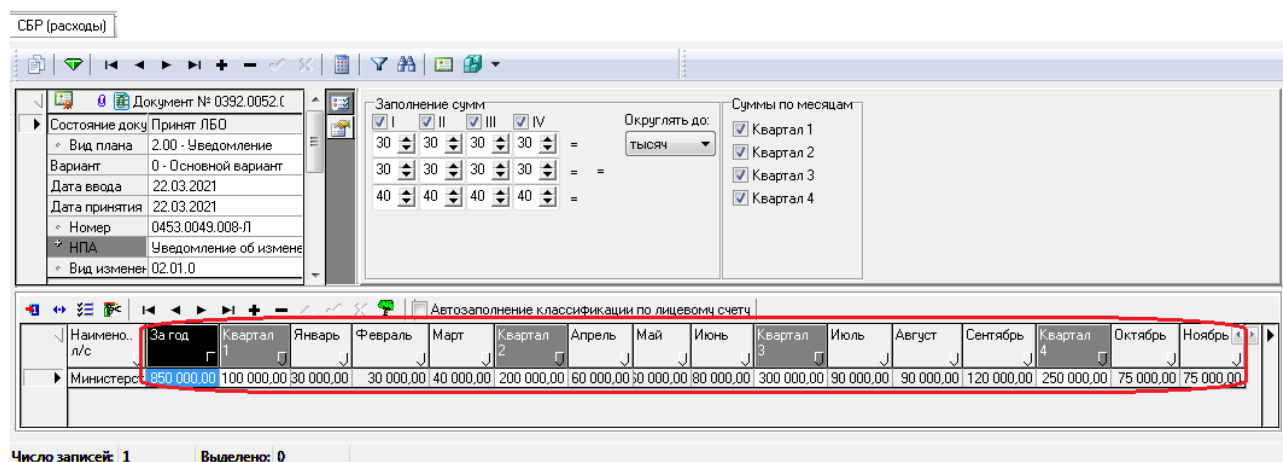 СБР (расходы)
Документ № 0392.0052.(
Состояние доку Принят ЛБО
Вид плана 2.00 - Уведомление
Вариант 0 - Основной вариант
Дата ввода 22.03.2021
Дата принятия 22.03.2021
Номер 0453.0049.008-Л
НПА Уведомление об измене
Вид изменен 02.01.0
Заполнение сумм
I II III IV
30 30 30 30 =
30 30 30 30 = =
40 40 40 40 =
Округлять до:
тысяч
Суммы по месяцам
Квартал 1
Квартал 2
Квартал 3
Квартал 4
Автозаполнение классификации по лицевому счету
Наимено.. л/с За год Квартал 1 Январь Февраль Март Квартал 2 Апрель Май Июнь Квартал 3 Июль Август Сентябрь Квартал 4 Октябрь Ноябрь
Министерст 850 000,00 100 000,00 30 000,00 30 000,00 40 000,00 200 000,00 60 000,00 60 000,00 80 000,00 300 000,00 90 000,00 90 000,00 120 000,00 250 000,00 75 000,00 75 000,00
Число записей: 1 Выделено: 0